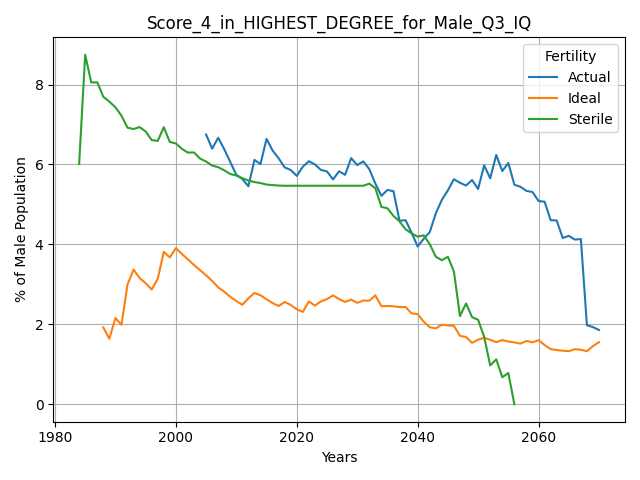 Score_4_in_HIGHEST_DEGREE_for_Male_Q3_IQ
Fertility
Actual
Ideal
Sterile
% of Male Population
8
6
4
2
0
1980 2000 2020 2040 2060
Years